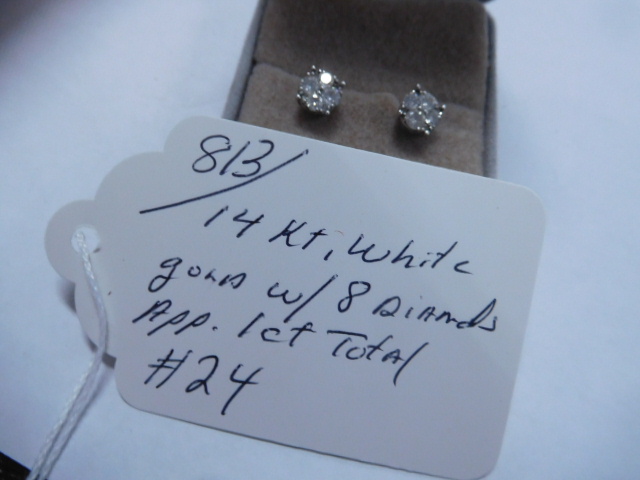 813/
14 Kt, White
gold w/ 8 Diamonds
App. 1ct Total
#24